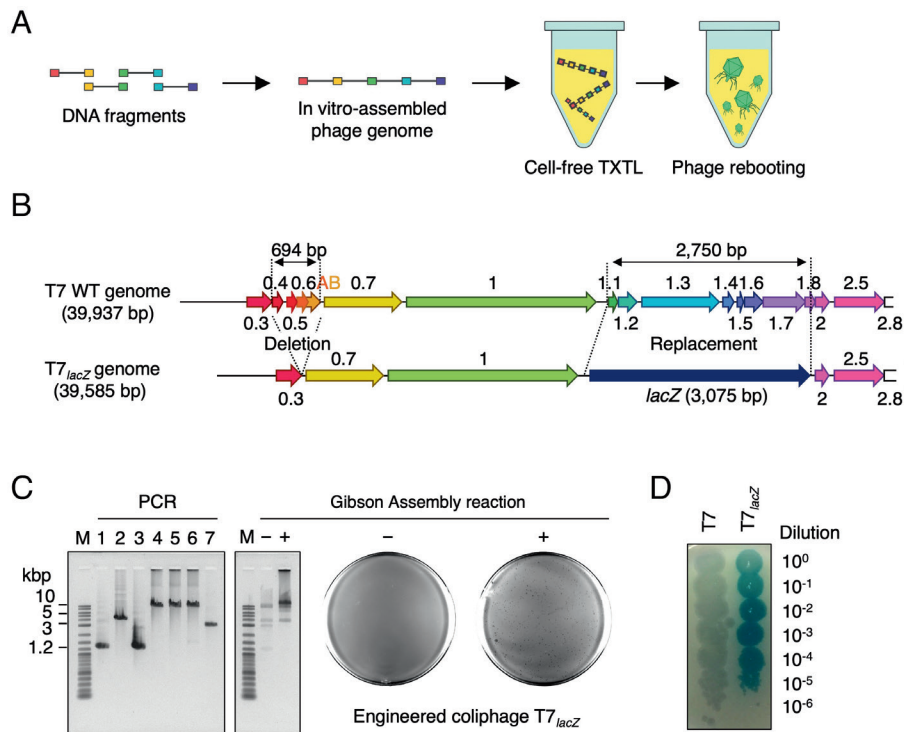 A
DNA fragments
In vitro-assembled
phage genome
Cell-free TXTL
Phage rebooting
B
694 bp
2,750 bp
0.4 0.6AB 0.7 1 1.1 1.3 1.41.6 1.8 2.5
T7 WT genome
(39,937 bp)
0.3 0.5 1.2 1.5 1.7 2 2.8
Deletion
Replacement
0.7 1 2.5
T7lacZ genome
(39,585 bp)
0.3 lacZ (3,075 bp) 2 2.8
C
PCR
Gibson Assembly reaction
M 1 2 3 4 5 6 7
M − +
− +
kbp
10
5
3
1.2
Engineered coliphage T7lacZ
D
T7
T7lacZ
Dilution
10⁰
10⁻¹
10⁻²
10⁻³
10⁻⁴
10⁻⁵
10⁻⁶